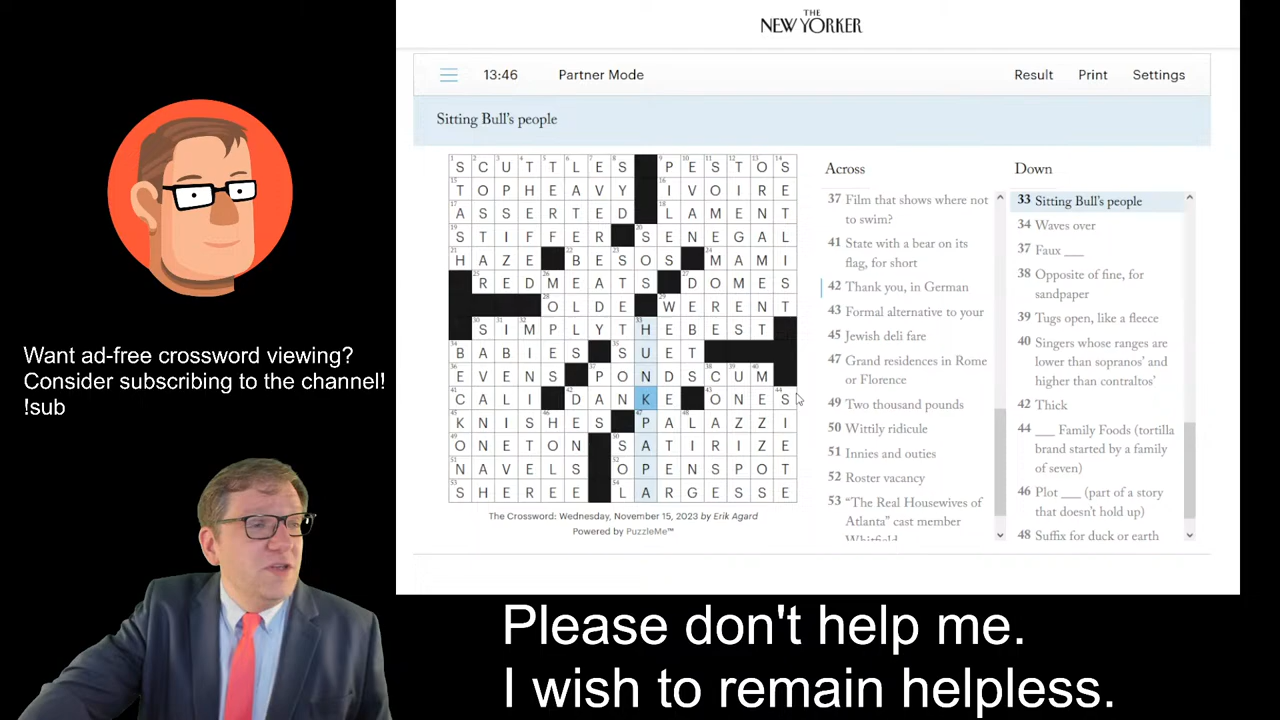 THE
NEW YORKER
13:46 Partner Mode Result Print Settings
Sitting Bull's people
SCUTTLES PESTOS
TOPHEAVY IVOIRE
ASSERTED LAMENT
STIFFER SENEGAL
HAZE BESOS MAMI
REDMEATS DOMES
OLDE WERENT
SIMPLYTHEBEST
BABIES SUET
EVENS PONDSCUM
CALI DANKE ONES
KNISHES PALAZZI
ONETON SATIRIZE
NAVELS OPENSPOT
SHEREE LARGESSE
The Crossword: Wednesday, November 15, 2023 by Erik Agard
Powered by PuzzleMe™
Across
37 Film that shows where not
to swim?
41 State with a bear on its
flag, for short
42 Thank you, in German
43 Formal alternative to your
45 Jewish deli fare
47 Grand residences in Rome
or Florence
49 Two thousand pounds
50 Wittily ridicule
51 Innies and outies
52 Roster vacancy
53 “The Real Housewives of
Atlanta” cast member
Whitfield
Down
33 Sitting Bull's people
34 Waves over
37 Faux ___
38 Opposite of fine, for
sandpaper
39 Tugs open, like a fleece
40 Singers whose ranges are
lower than sopranos' and
higher than contraltos'
42 Thick
44 ___ Family Foods (tortilla
brand started by a family
of seven)
46 Plot ___ (part of a story
that doesn't hold up)
48 Suffix for duck or earth
Want ad-free crossword viewing?
Consider subscribing to the channel!
!sub
Please don't help me.
I wish to remain helpless.